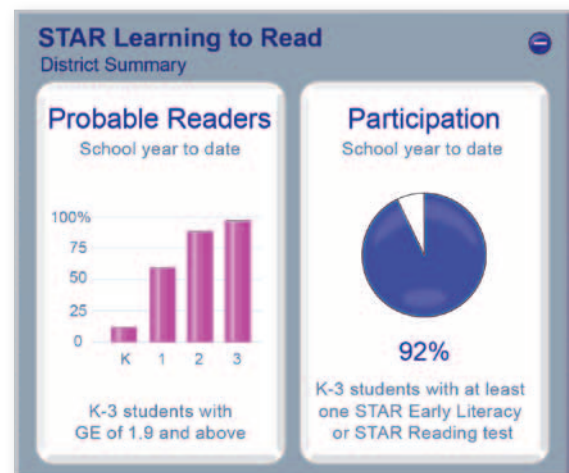 STAR Learning to Read
District Summary
Probable Readers
School year to date
100%
75
50
25
0
K 1 2 3
K-3 students with
GE of 1.9 and above
Participation
School year to date
92%
K-3 students with at least
one STAR Early Literacy
or STAR Reading test